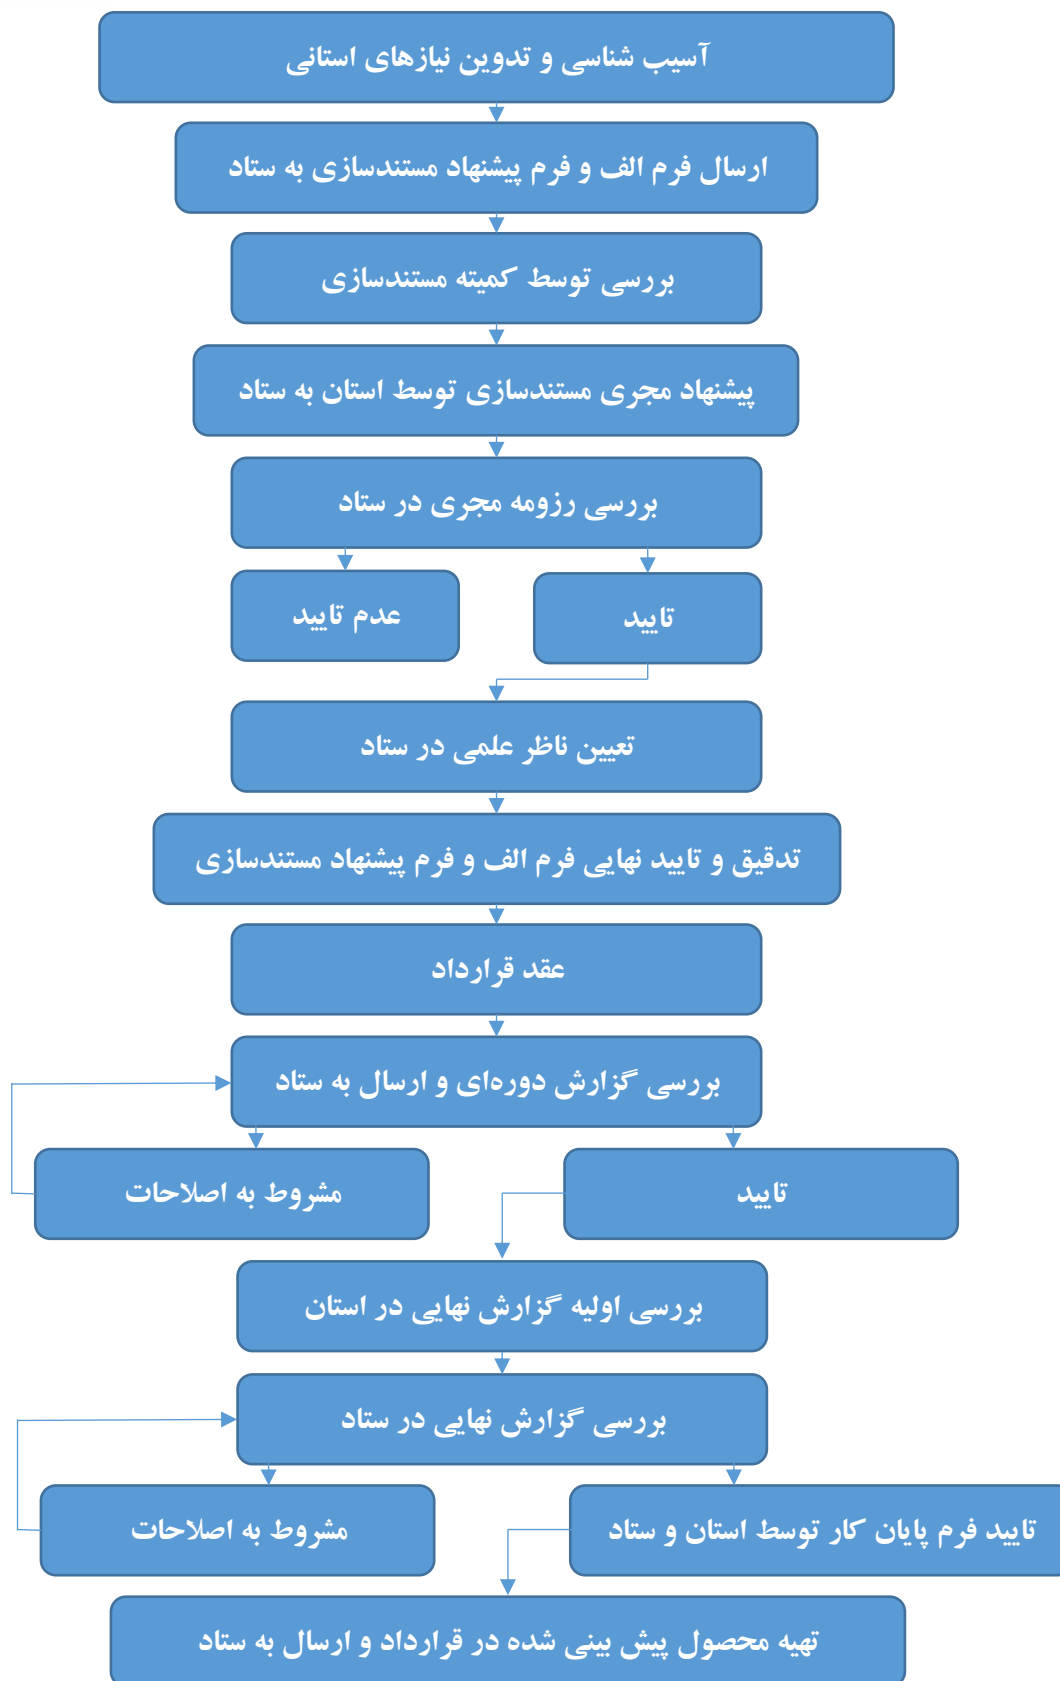 آسیب شناسی و تدوین نیازهای استانی
ارسال فرم الف و فرم پیشنهاد مستندسازی به ستاد
بررسی توسط کمیته مستندسازی
پیشنهاد مجری مستندسازی توسط استان به ستاد
بررسی رزومه مجری در ستاد
تایید
عدم تایید
تعیین ناظر علمی در ستاد
تدقیق و تایید نهایی فرم الف و فرم پیشنهاد مستندسازی
عقد قرارداد
بررسی گزارش دوره‌ای و ارسال به ستاد
تایید
مشروط به اصلاحات
بررسی اولیه گزارش نهایی در استان
بررسی گزارش نهایی در ستاد
تایید فرم پایان کار توسط استان و ستاد
مشروط به اصلاحات
تهیه محصول پیش بینی شده در قرارداد و ارسال به ستاد